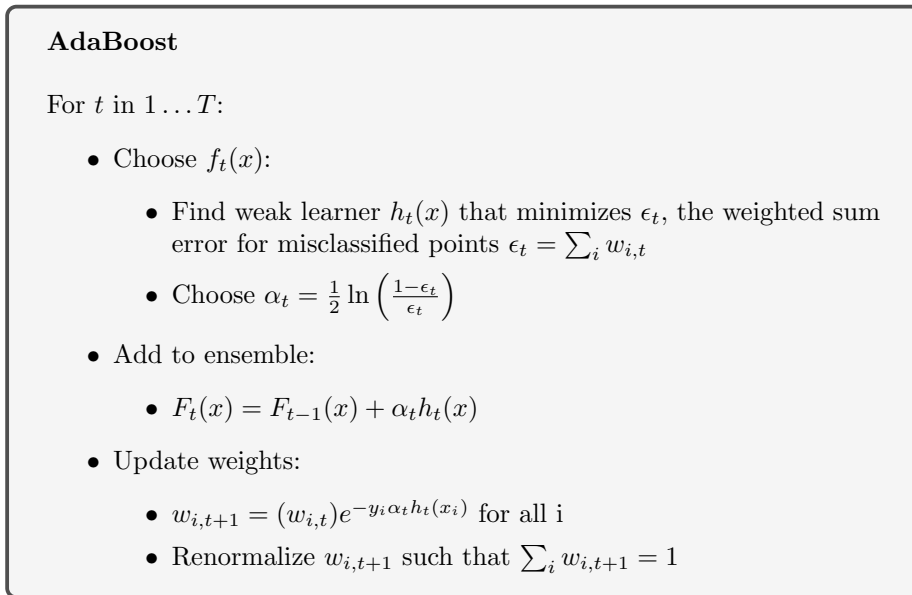 AdaBoost
For t in 1 … T:
• Choose f_t(x):
• Find weak learner h_t(x) that minimizes ϵ_t, the weighted sum
error for misclassified points ϵ_t = ∑_i w_{i,t}
• Choose α_t = 1/2 ln ((1−ϵ_t)/ϵ_t)
• Add to ensemble:
• F_t(x) = F_{t−1}(x) + α_t h_t(x)
• Update weights:
• w_{i,t+1} = (w_{i,t})e^{−y_i α_t h_t(x_i)} for all i
• Renormalize w_{i,t+1} such that ∑_i w_{i,t+1} = 1